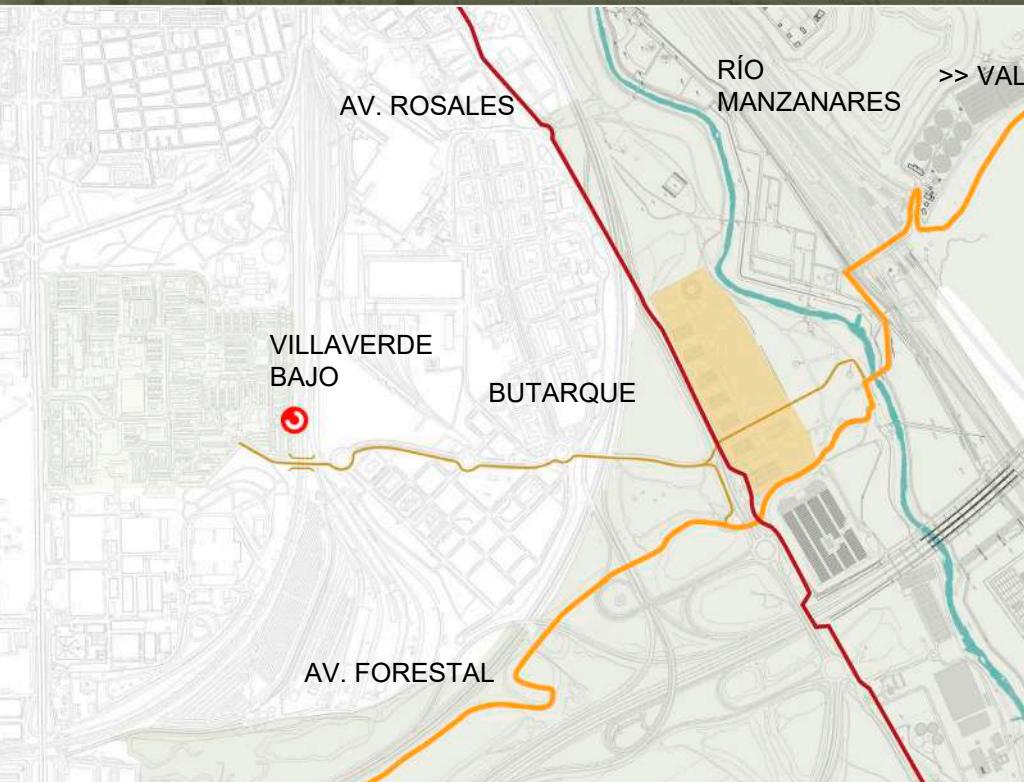 RÍO
MANZANARES
>> VAL
AV. ROSALES
VILLAVERDE
BAJO
BUTARQUE
AV. FORESTAL